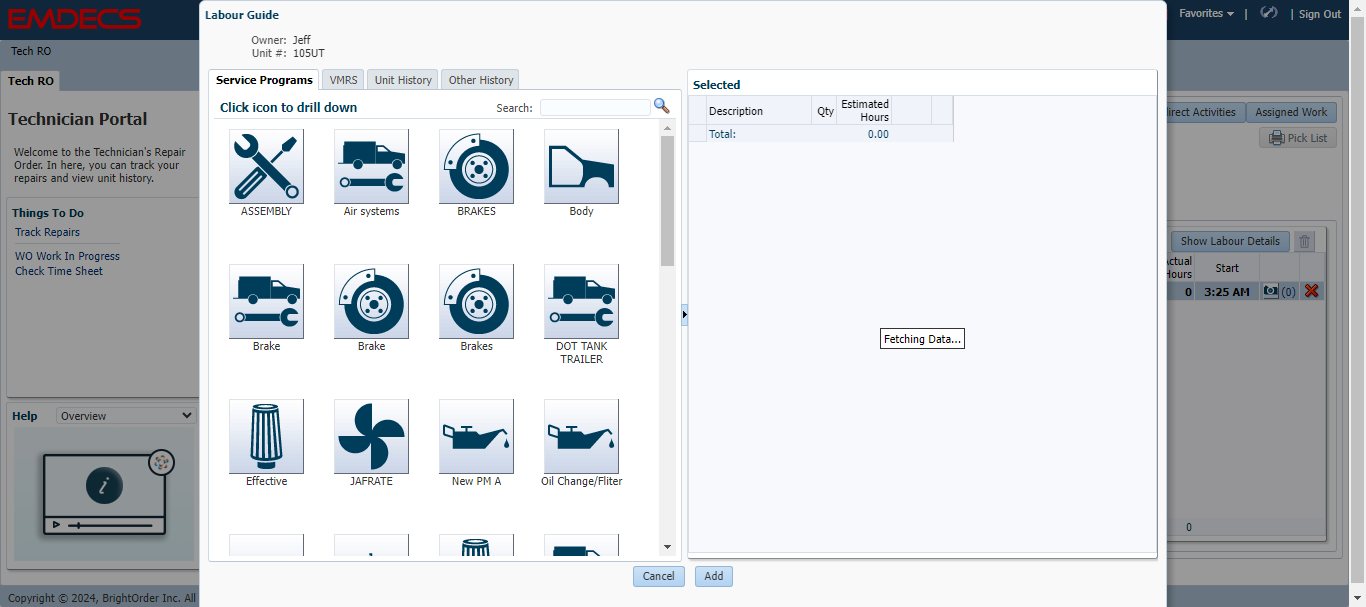 EMDECS
Favorites
|
| Sign Out
Tech RO
Tech RO
Technician Portal
Welcome to the Technician's Repair
Order. In here, you can track your
repairs and view unit history.
Things To Do
Track Repairs
WO Work In Progress
Check Time Sheet
Help
Overview
i
Copyright © 2024, BrightOrder Inc. All
Labour Guide
Owner: Jeff
Unit #: 105UT
Service Programs
VMRS
Unit History
Other History
Click icon to drill down
Search:
ASSEMBLY
Air systems
BRAKES
Body
Brake
Brake
Brakes
DOT TANK
TRAILER
Effective
JAFRATE
New PM A
Oil Change/Fliter
Selected
Description
Qty
Estimated
Hours
Total:
0.00
Fetching Data...
Cancel
Add
direct Activities
Assigned Work
Pick List
Show Labour Details
Actual
Hours
Start
0
3:25 AM
(0)
0